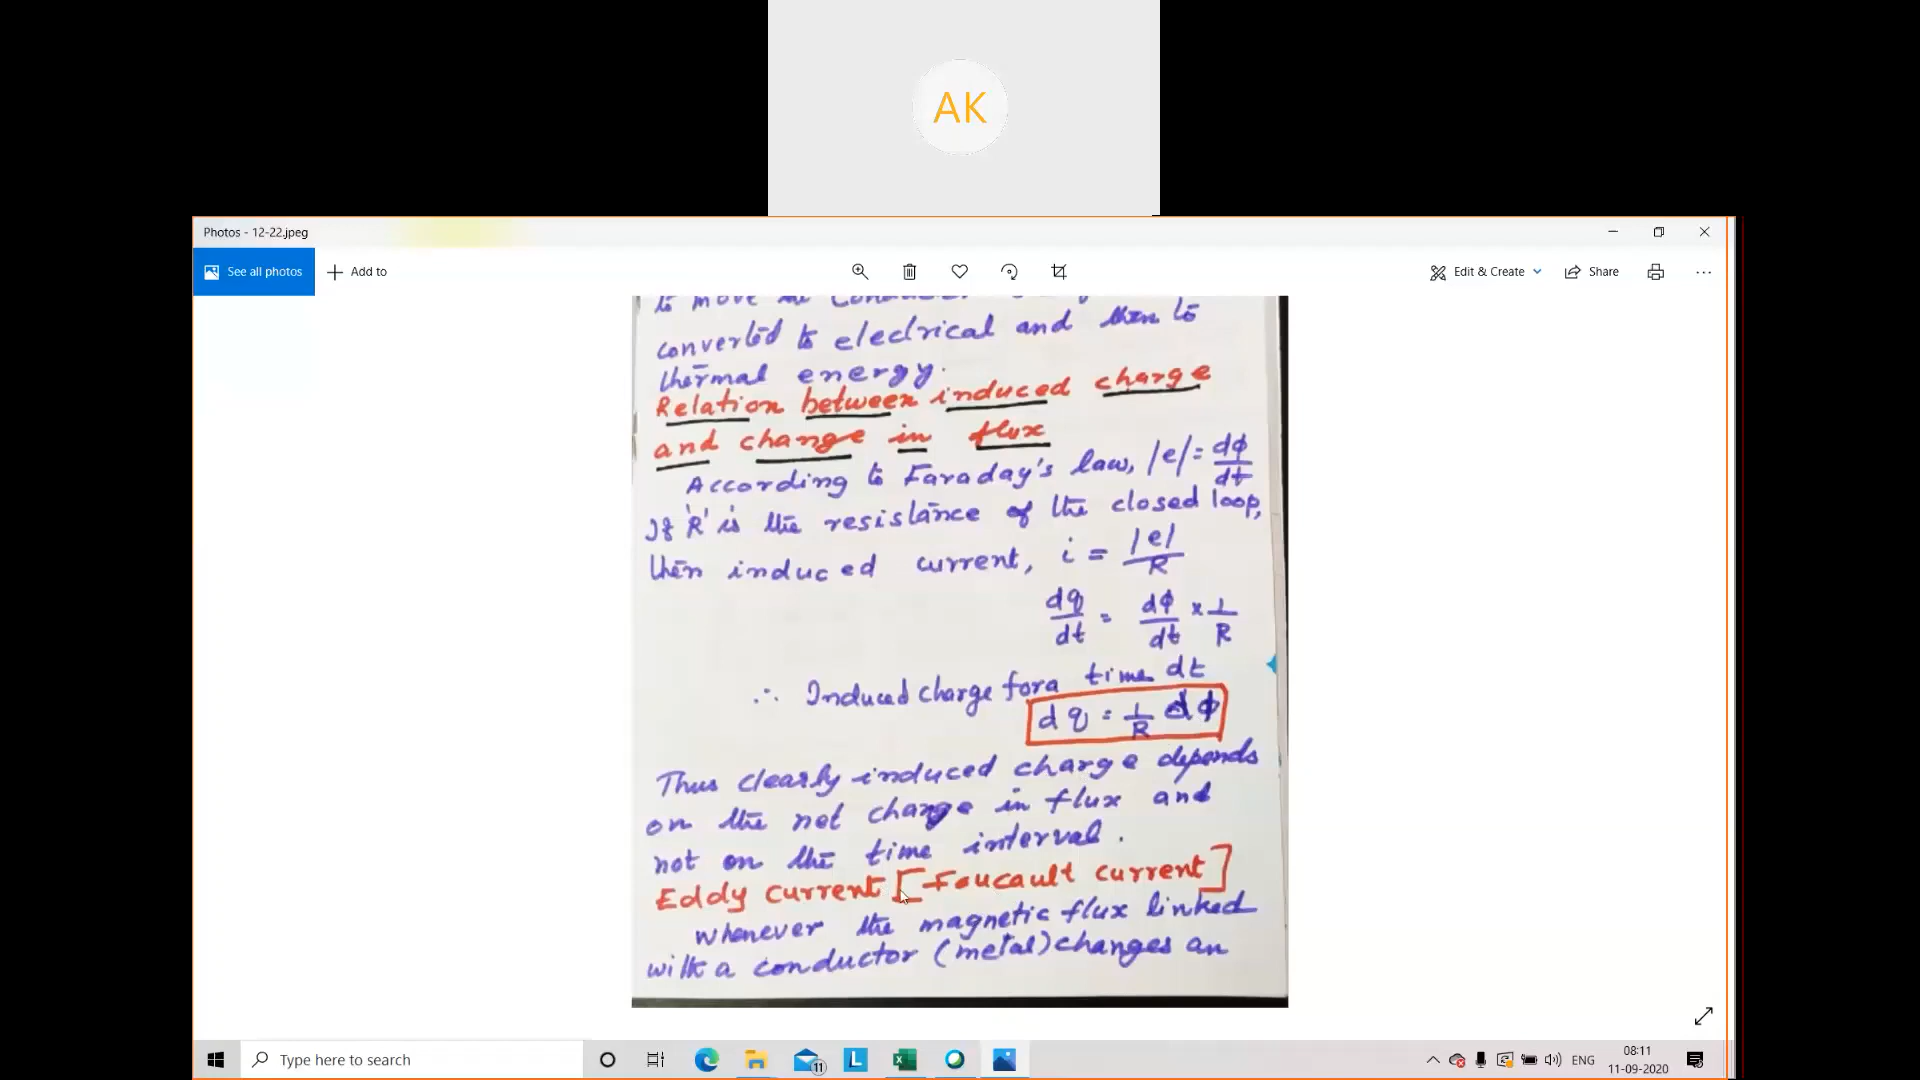 AK
Photos - 12-22.jpeg
See all photos
Add to
Edit & Create
Share
to move the
converted to electrical and then to
thermal energy.
Relation between induced charge
and change in flux
According to Faraday's law, |e| = dϕ/dt
If 'R' is the resistance of the closed loop,
then induced current, i = |e|/R
dq/dt = dϕ/dt × 1/R
∴ Induced charge for a time dt
dq = 1/R dϕ
Thus clearly induced charge depends
on the net change in flux and
not on the time interval.
Eddy current [Foucault current]
whenever the magnetic flux linked
with a conductor (metal) changes an
Type here to search
11
L
ENG
08:11
11-09-2020